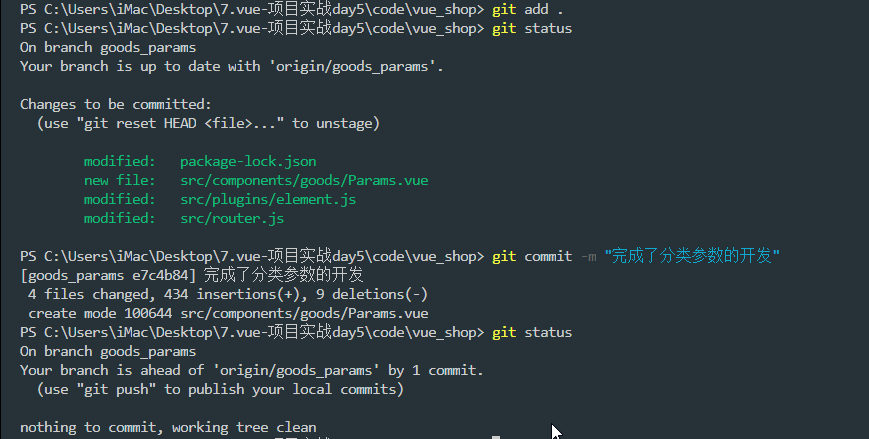 PS C:\Users\iMac\Desktop\7.vue-项目实战day5\code\vue_shop> git add .
PS C:\Users\iMac\Desktop\7.vue-项目实战day5\code\vue_shop> git status
On branch goods_params
Your branch is up to date with 'origin/goods_params'.
Changes to be committed:
(use "git reset HEAD <file>..." to unstage)
modified: package-lock.json
new file: src/components/goods/Params.vue
modified: src/plugins/element.js
modified: src/router.js
PS C:\Users\iMac\Desktop\7.vue-项目实战day5\code\vue_shop> git commit -m "完成了分类参数的开发"
[goods_params e7c4b84] 完成了分类参数的开发
4 files changed, 434 insertions(+), 9 deletions(-)
create mode 100644 src/components/goods/Params.vue
PS C:\Users\iMac\Desktop\7.vue-项目实战day5\code\vue_shop> git status
On branch goods_params
Your branch is ahead of 'origin/goods_params' by 1 commit.
(use "git push" to publish your local commits)
nothing to commit, working tree clean